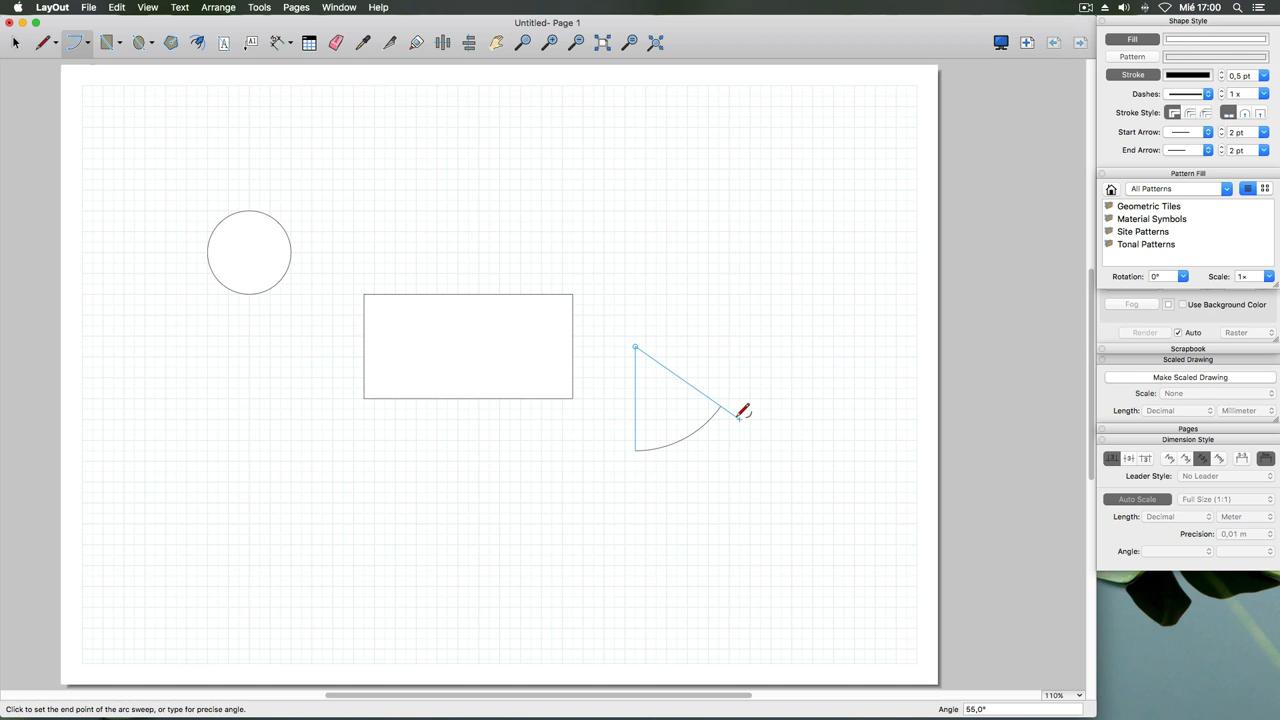 LayOut File Edit View Text Arrange Tools Pages Window Help
Mié 17:00
Untitled- Page 1
A
A1
Shape Style
Fill
Pattern
Stroke 0,5 pt
Dashes: 1 x
Stroke Style:
Start Arrow: 2 pt
End Arrow: 2 pt
Pattern Fill
All Patterns
Geometric Tiles
Material Symbols
Site Patterns
Tonal Patterns
Rotation: 0° Scale: 1×
Fog Use Background Color
Render Auto Raster
Scrapbook
Scaled Drawing
Make Scaled Drawing
Scale: None
Length: Decimal Millimeter
Pages
Dimension Style
Leader Style: No Leader
Auto Scale Full Size (1:1)
Length: Decimal Meter
Precision: 0,01 m
Angle:
110%
Click to set the end point of the arc sweep, or type for precise angle. Angle 55,0°